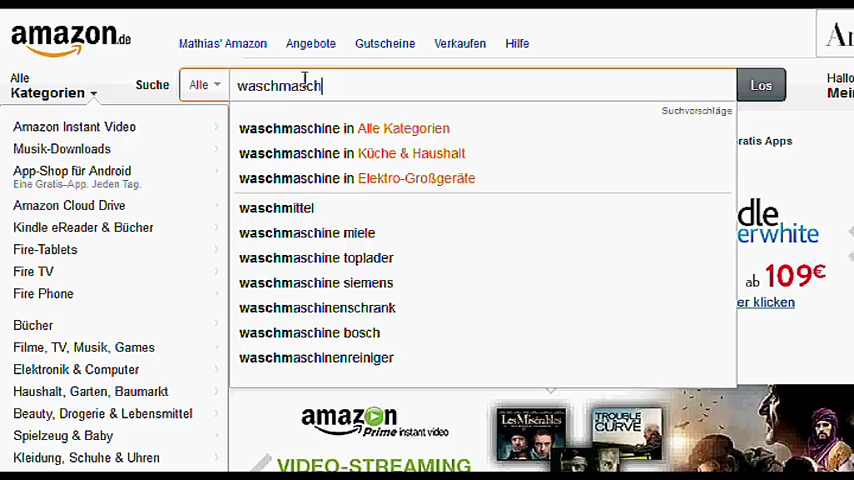 amazon.de
Mathias' Amazon
Angebote
Gutscheine
Verkaufen
Hilfe
Alle
Kategorien
Suche
Alle
waschmasch
Los
Hallo
Mei
Suchvorschläge
waschmaschine in Alle Kategorien
waschmaschine in Küche & Haushalt
waschmaschine in Elektro-Großgeräte
waschmittel
waschmaschine miele
waschmaschine toplader
waschmaschine siemens
waschmaschinenschrank
waschmaschine bosch
waschmaschinenreiniger
Amazon Instant Video
Musik-Downloads
App-Shop für Android
Eine Gratis-App. Jeden Tag.
Amazon Cloud Drive
Kindle eReader & Bücher
Fire-Tablets
Fire TV
Fire Phone
Bücher
Filme, TV, Musik, Games
Elektronik & Computer
Haushalt, Garten, Baumarkt
Beauty, Drogerie & Lebensmittel
Spielzeug & Baby
Kleidung, Schuhe & Uhren
ratis Apps
dle
erwhite
ab 109€
er klicken
amazon
Prime instant video
VIDEO-STREAMING
Les Misérables
TROUBLE
CURVE